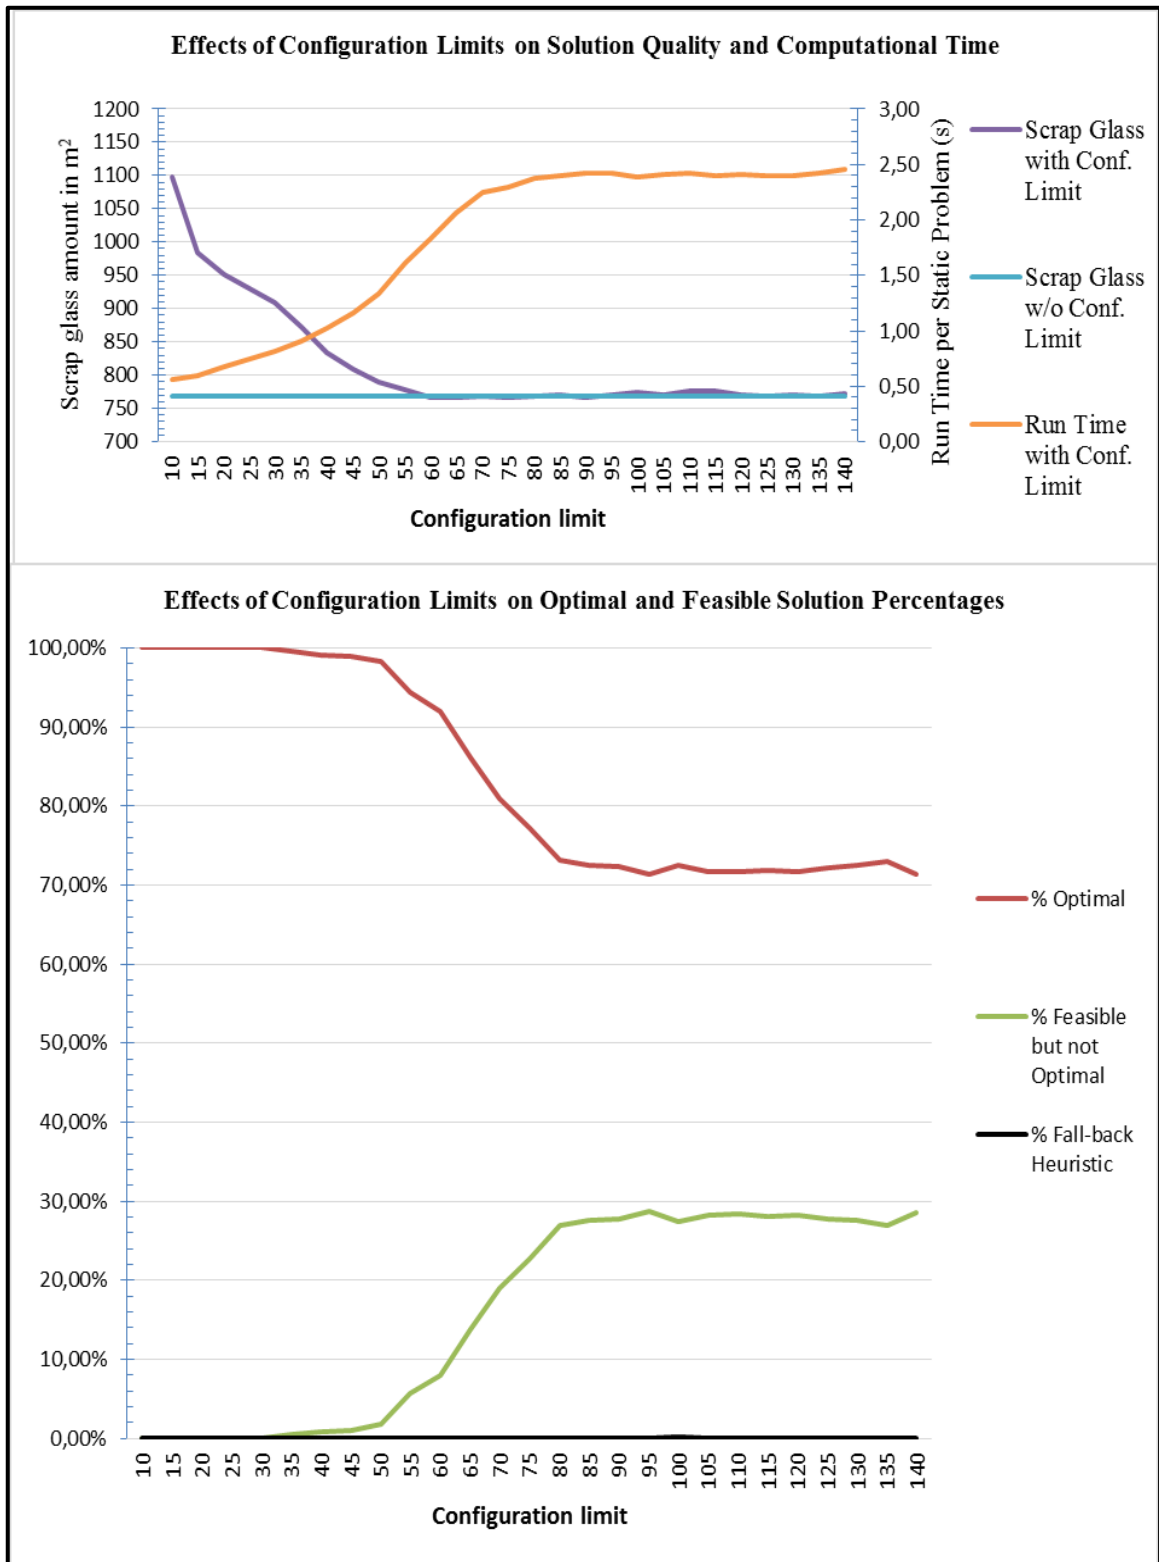 Effects of Configuration Limits on Solution Quality and Computational Time
Scrap glass amount in m²
1200
1150
1100
1050
1000
950
900
850
800
750
700
3,00
2,50
2,00
1,50
1,00
0,50
0,00
Run Time per Static Problem (s)
10 15 20 25 30 35 40 45 50 55 60 65 70 75 80 85 90 95 100 105 110 115 120 125 130 135 140
Configuration limit
Scrap Glass
with Conf.
Limit
Scrap Glass
w/o Conf.
Limit
Run Time
with Conf.
Limit
Effects of Configuration Limits on Optimal and Feasible Solution Percentages
100,00%
90,00%
80,00%
70,00%
60,00%
50,00%
40,00%
30,00%
20,00%
10,00%
0,00%
10 15 20 25 30 35 40 45 50 55 60 65 70 75 80 85 90 95 100 105 110 115 120 125 130 135 140
Configuration limit
% Optimal
% Feasible
but not
Optimal
% Fall-back
Heuristic